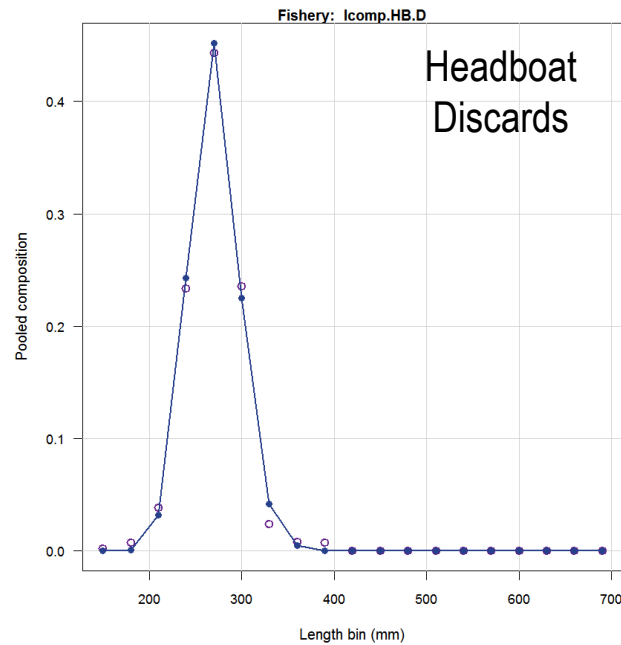 Fishery: lcomp.HB.D
Headboat
Discards
Pooled composition
0.4
0.3
0.2
0.1
0.0
200 300 400 500 600 700
Length bin (mm)